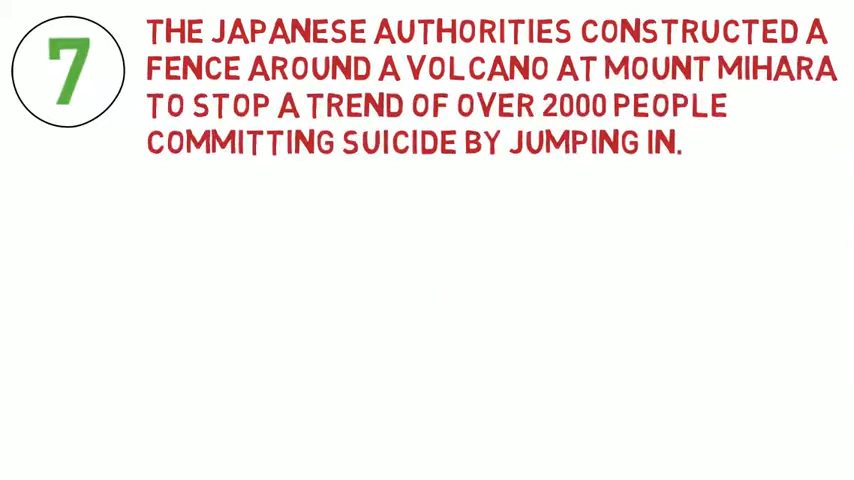 7
THE JAPANESE AUTHORITIES CONSTRUCTED A
FENCE AROUND A VOLCANO AT MOUNT MIHARA
TO STOP A TREND OF OVER 2000 PEOPLE
COMMITTING SUICIDE BY JUMPING IN.